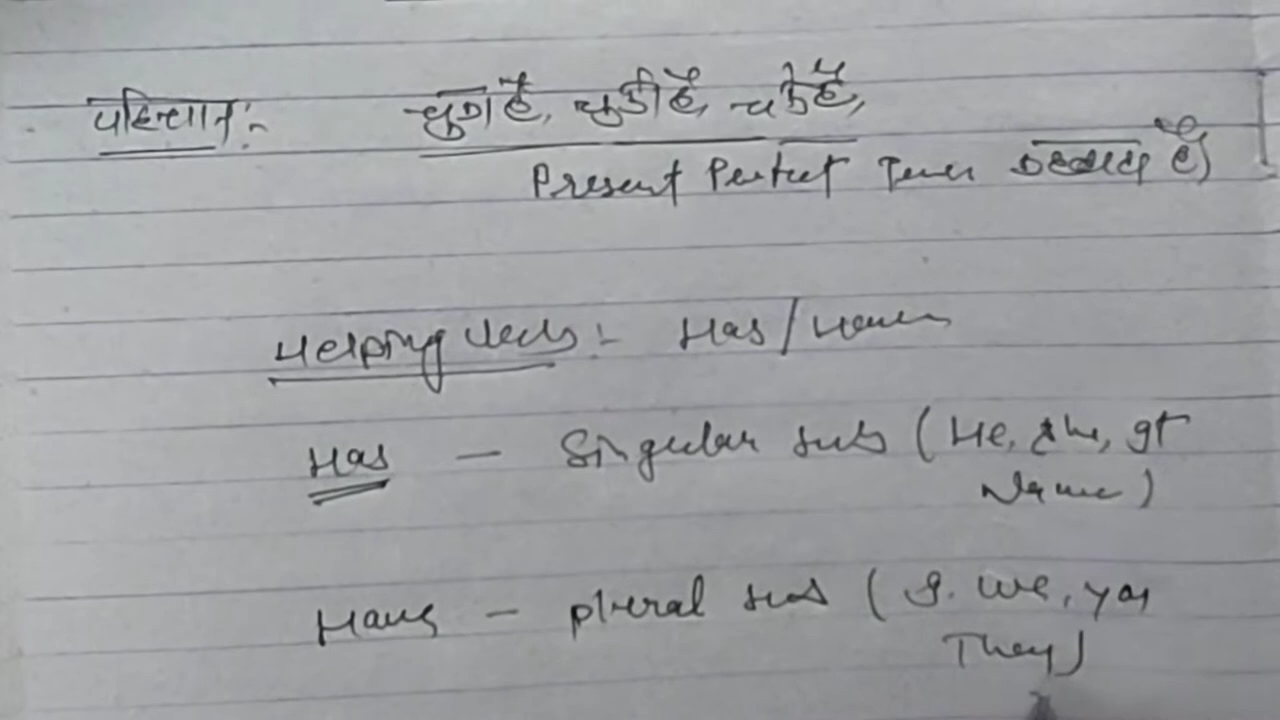 पहिचान :- चुका है, चुकी है, चुके हैं,
Present Perfect Tense है)
Helping Verbs :- Has/Have
Has - Singular sub (He, She, It
Name)
Have - plural sub (I, We, you
They)